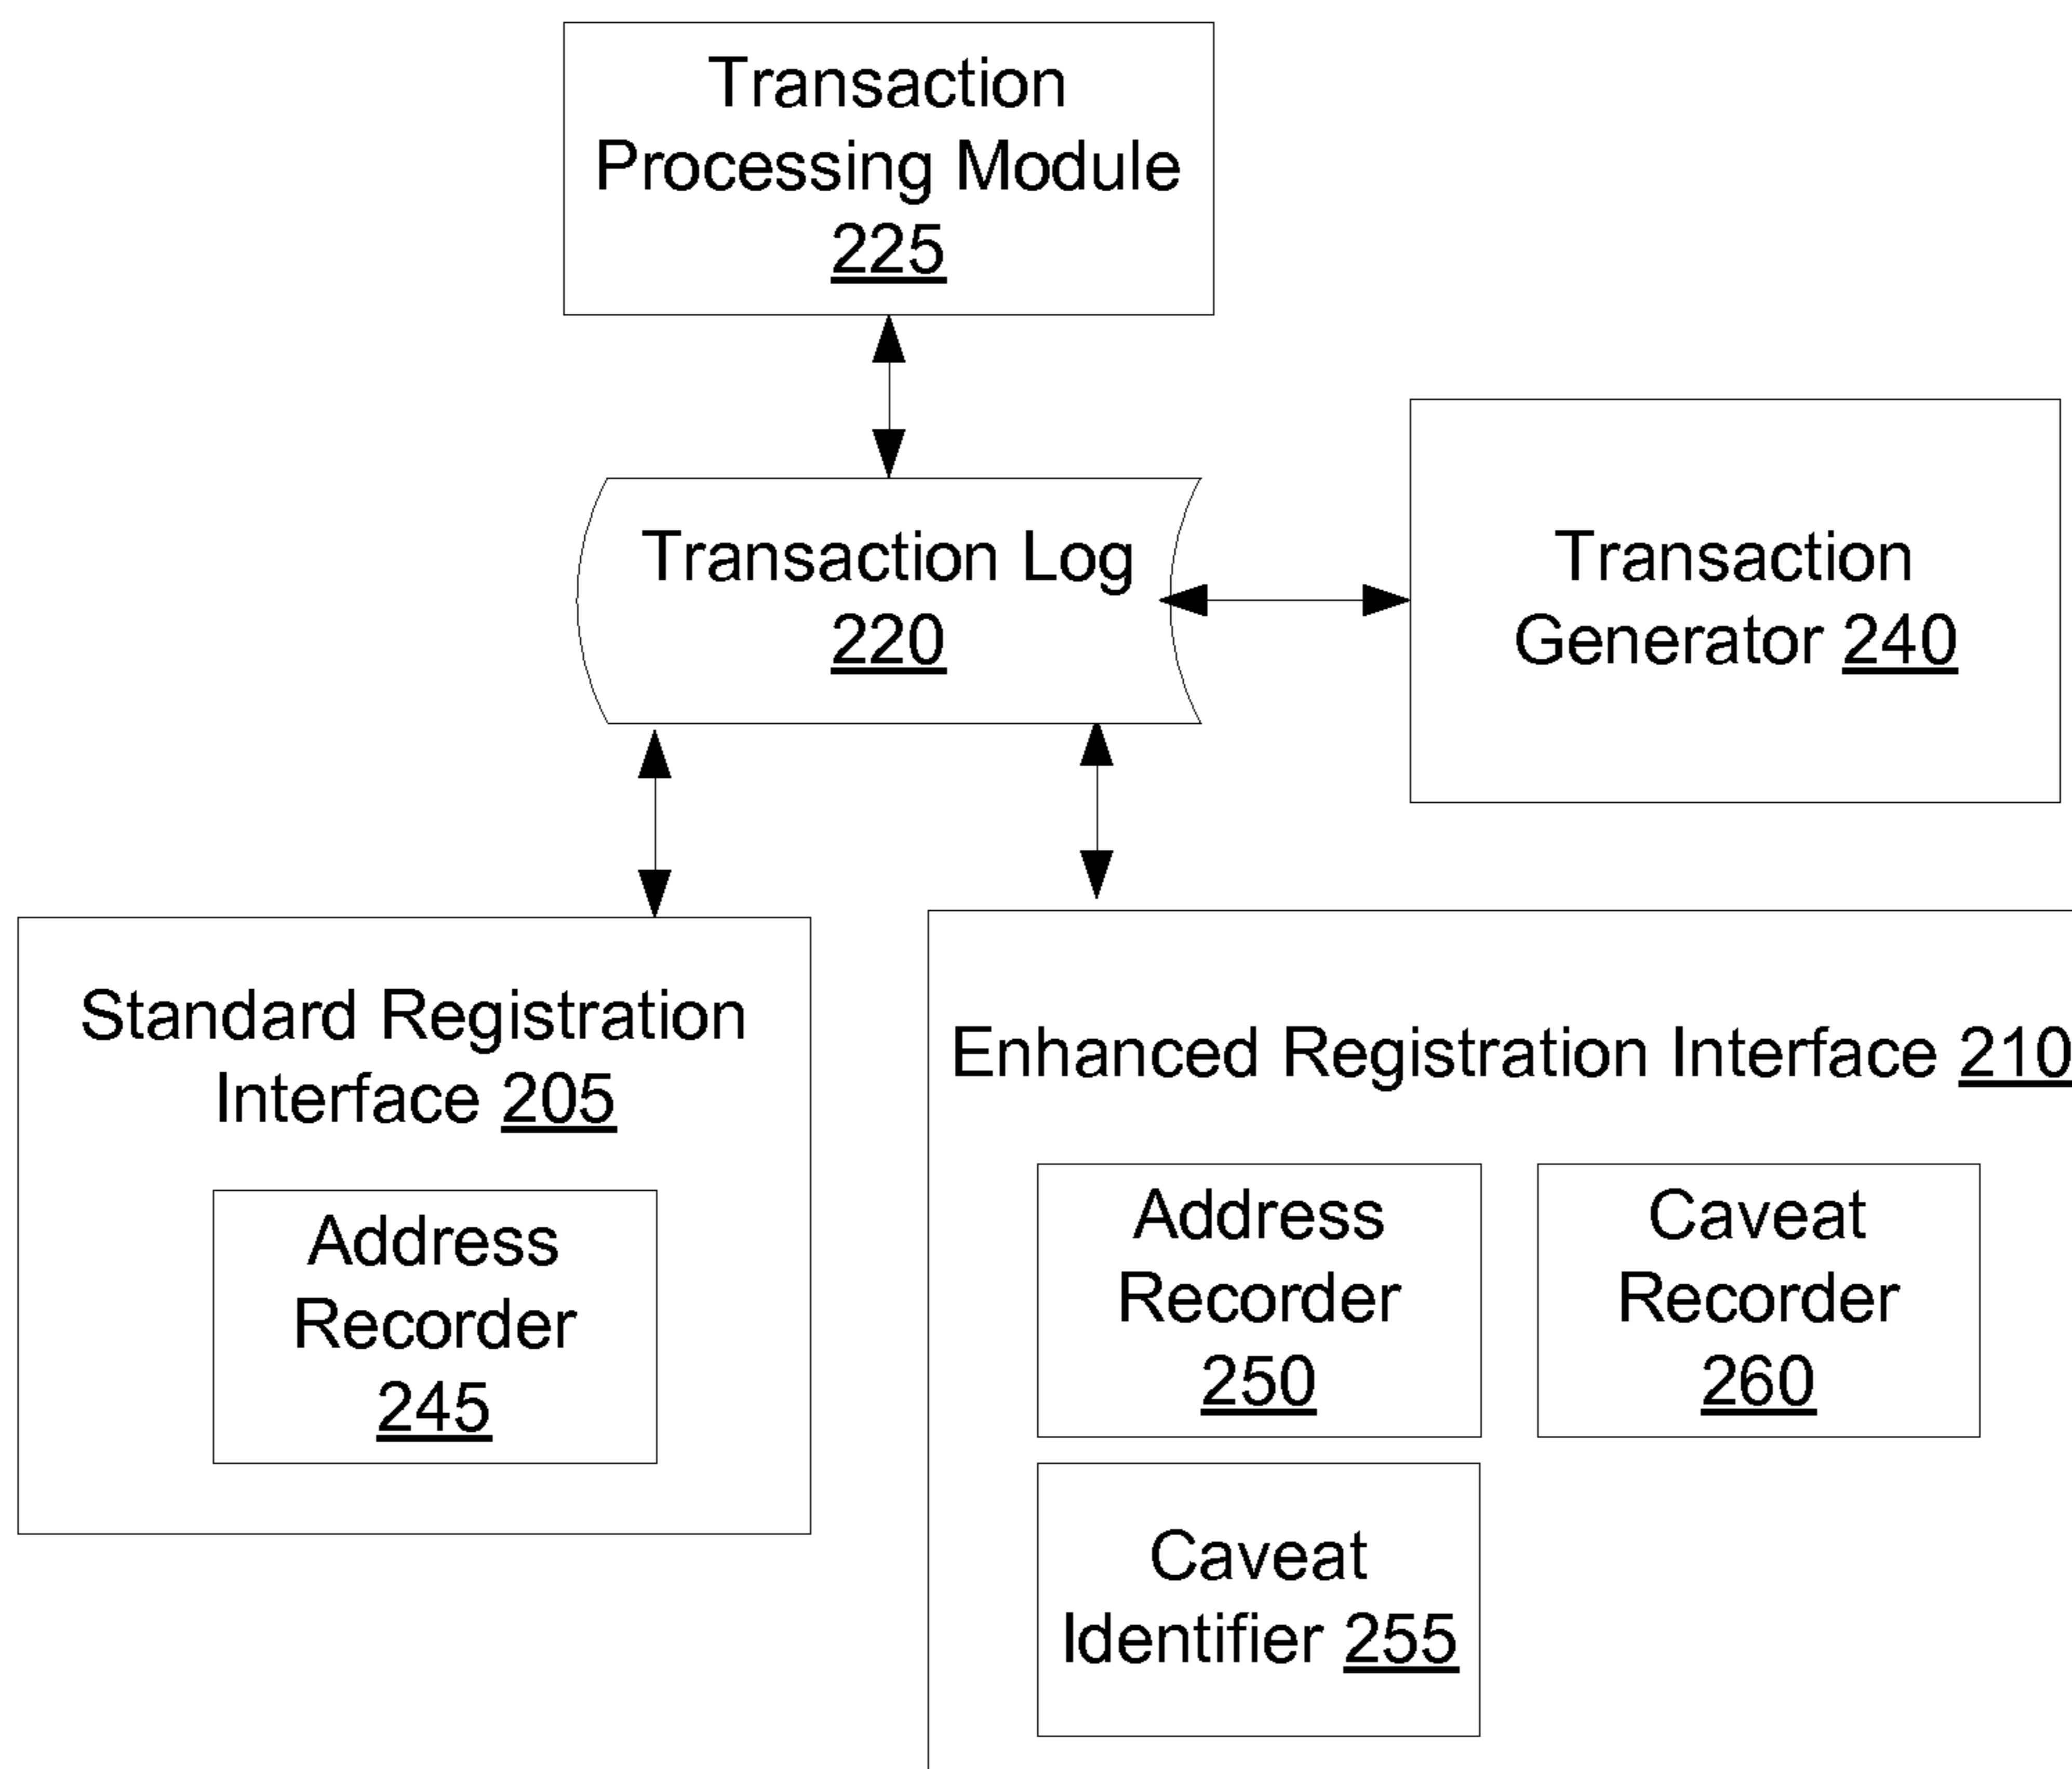 Transaction
Processing Module
225
Transaction Log
220
Transaction
Generator 240
Standard Registration
Interface 205
Address
Recorder
245
Enhanced Registration Interface 210
Address
Recorder
250
Caveat
Recorder
260
Caveat
Identifier 255